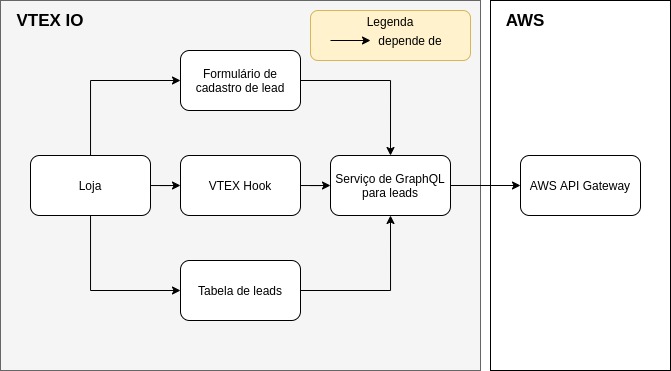 VTEX IO
AWS
Legenda
depende de
Formulário de
cadastro de lead
Loja
VTEX Hook
Serviço de GraphQL
para leads
AWS API Gateway
Tabela de leads